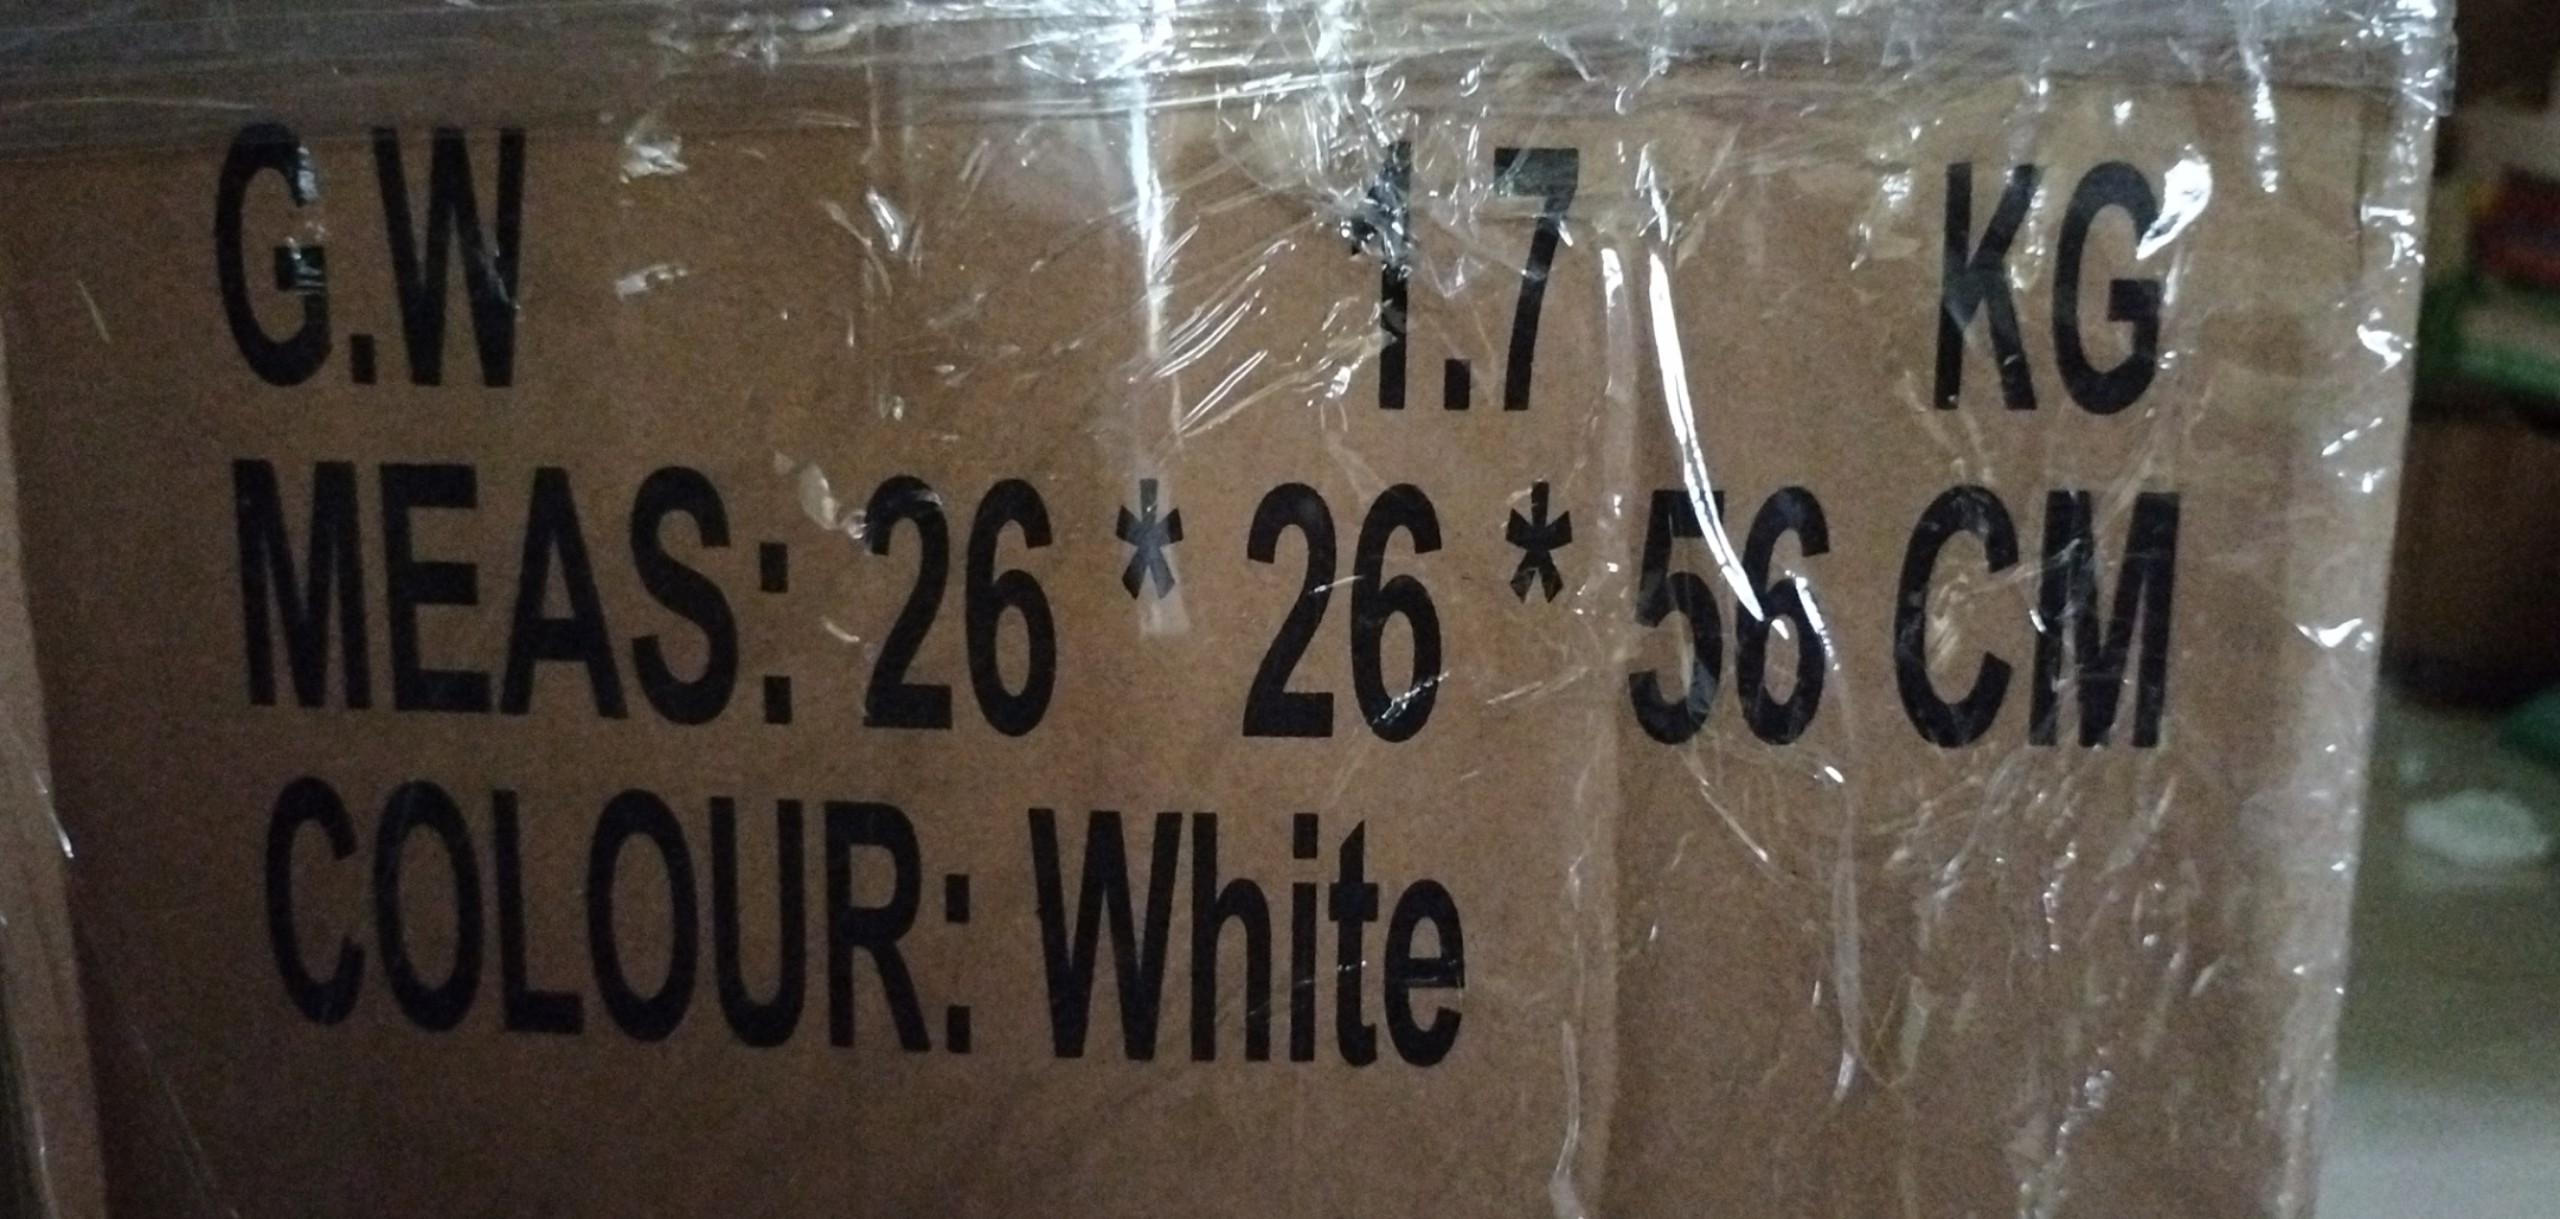 G.W 1.7 KG
MEAS: 26 * 26 * 56 CM
COLOUR: White